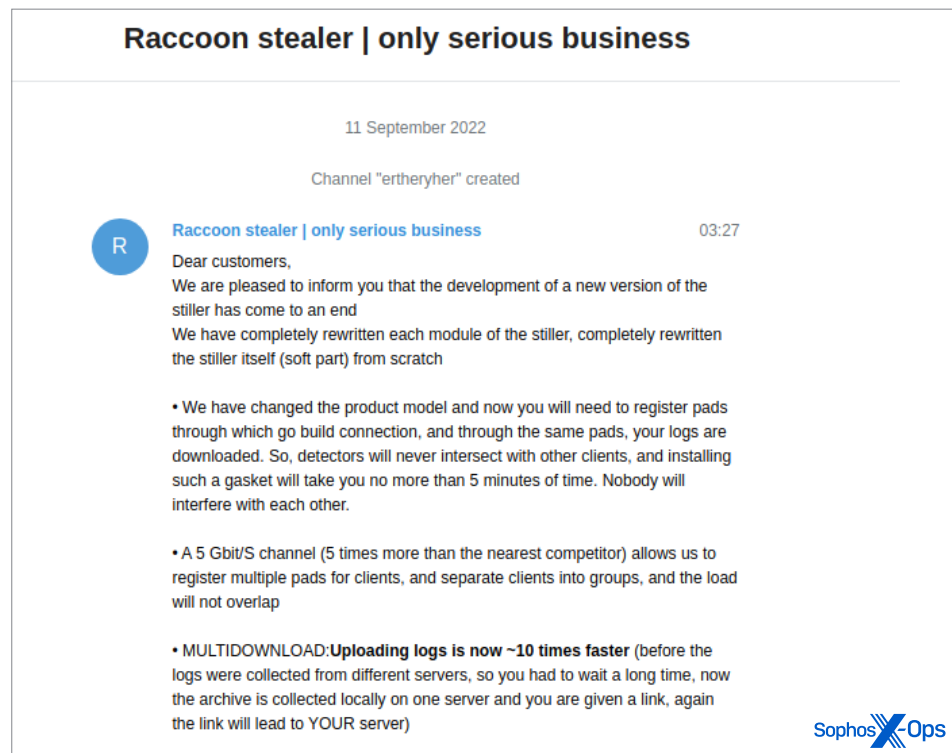 Raccoon stealer | only serious business
11 September 2022
Channel "ertheryher" created
R
Raccoon stealer | only serious business 03:27
Dear customers,
We are pleased to inform you that the development of a new version of the
stiller has come to an end
We have completely rewritten each module of the stiller, completely rewritten
the stiller itself (soft part) from scratch
• We have changed the product model and now you will need to register pads
through which go build connection, and through the same pads, your logs are
downloaded. So, detectors will never intersect with other clients, and installing
such a gasket will take you no more than 5 minutes of time. Nobody will
interfere with each other.
• A 5 Gbit/S channel (5 times more than the nearest competitor) allows us to
register multiple pads for clients, and separate clients into groups, and the load
will not overlap
• MULTIDOWNLOAD:Uploading logs is now ~10 times faster (before the
logs were collected from different servers, so you had to wait a long time, now
the archive is collected locally on one server and you are given a link, again
the link will lead to YOUR server)
Sophos X-Ops